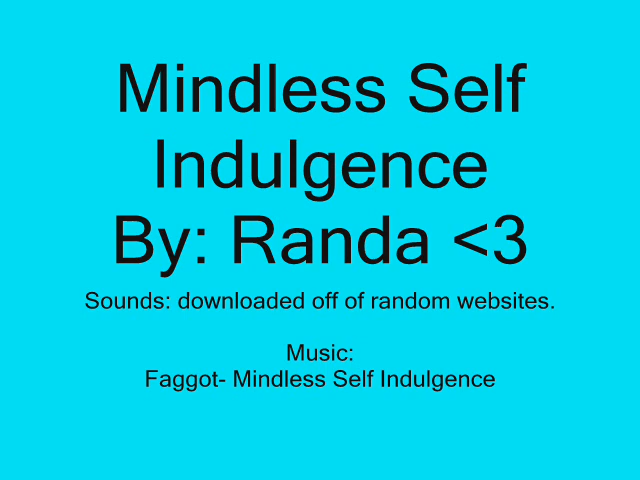 Mindless Self
Indulgence
By: Randa <3
Sounds: downloaded off of random websites.
Music:
Faggot- Mindless Self Indulgence